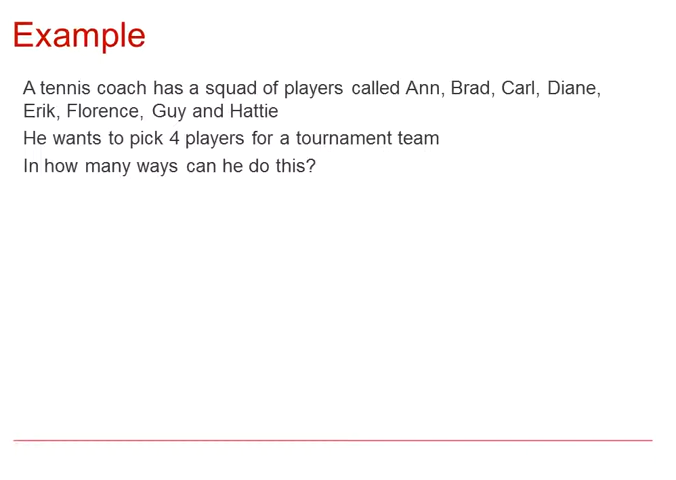 Example
A tennis coach has a squad of players called Ann, Brad, Carl, Diane,
Erik, Florence, Guy and Hattie
He wants to pick 4 players for a tournament team
In how many ways can he do this?